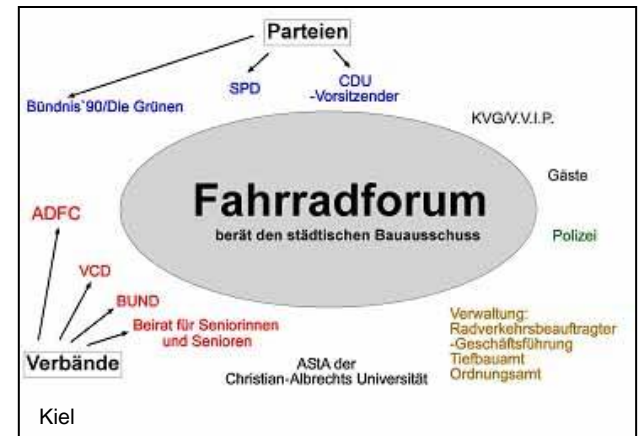 Parteien
Bündnis`90/Die Grünen
SPD
CDU
-Vorsitzender
KVG/V.V.I.P.
Gäste
Polizei
Fahrradforum
berät den städtischen Bauausschuss
ADFC
VCD
BUND
Beirat für Seniorinnen
und Senioren
Verbände
AStA der
Christian-Albrechts Universität
Verwaltung:
Radverkehrsbeauftragter
-Geschäftsführung
Tiefbauamt
Ordnungsamt
Kiel